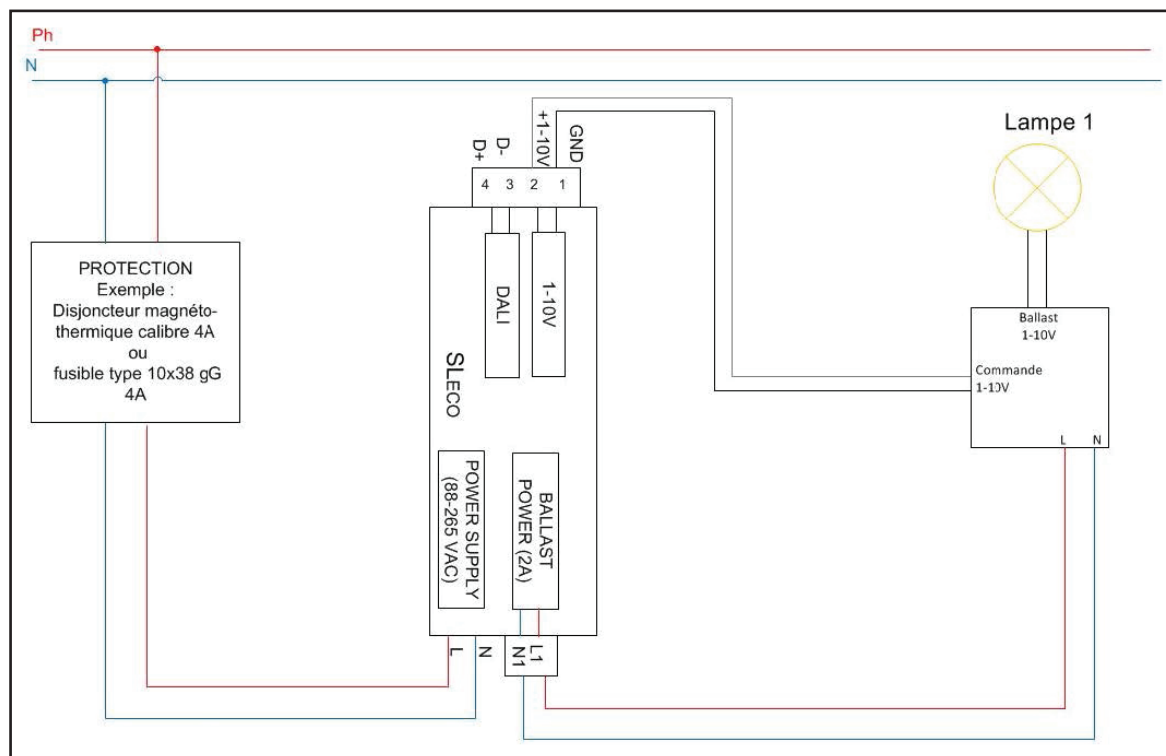 Ph
N
PROTECTION
Exemple :
Disjoncteur magnéto-
thermique calibre 4A
ou
fusible type 10x38 gG
4A
D+
D-
+1-10V
GND
4
3
2
1
DALI
1-10V
SLECO
POWER SUPPLY
(88-265 VAC)
BALLAST
POWER (2A)
L
N
N1
L1
Lampe 1
Ballast
1-10V
Commande
1-10V
L
N